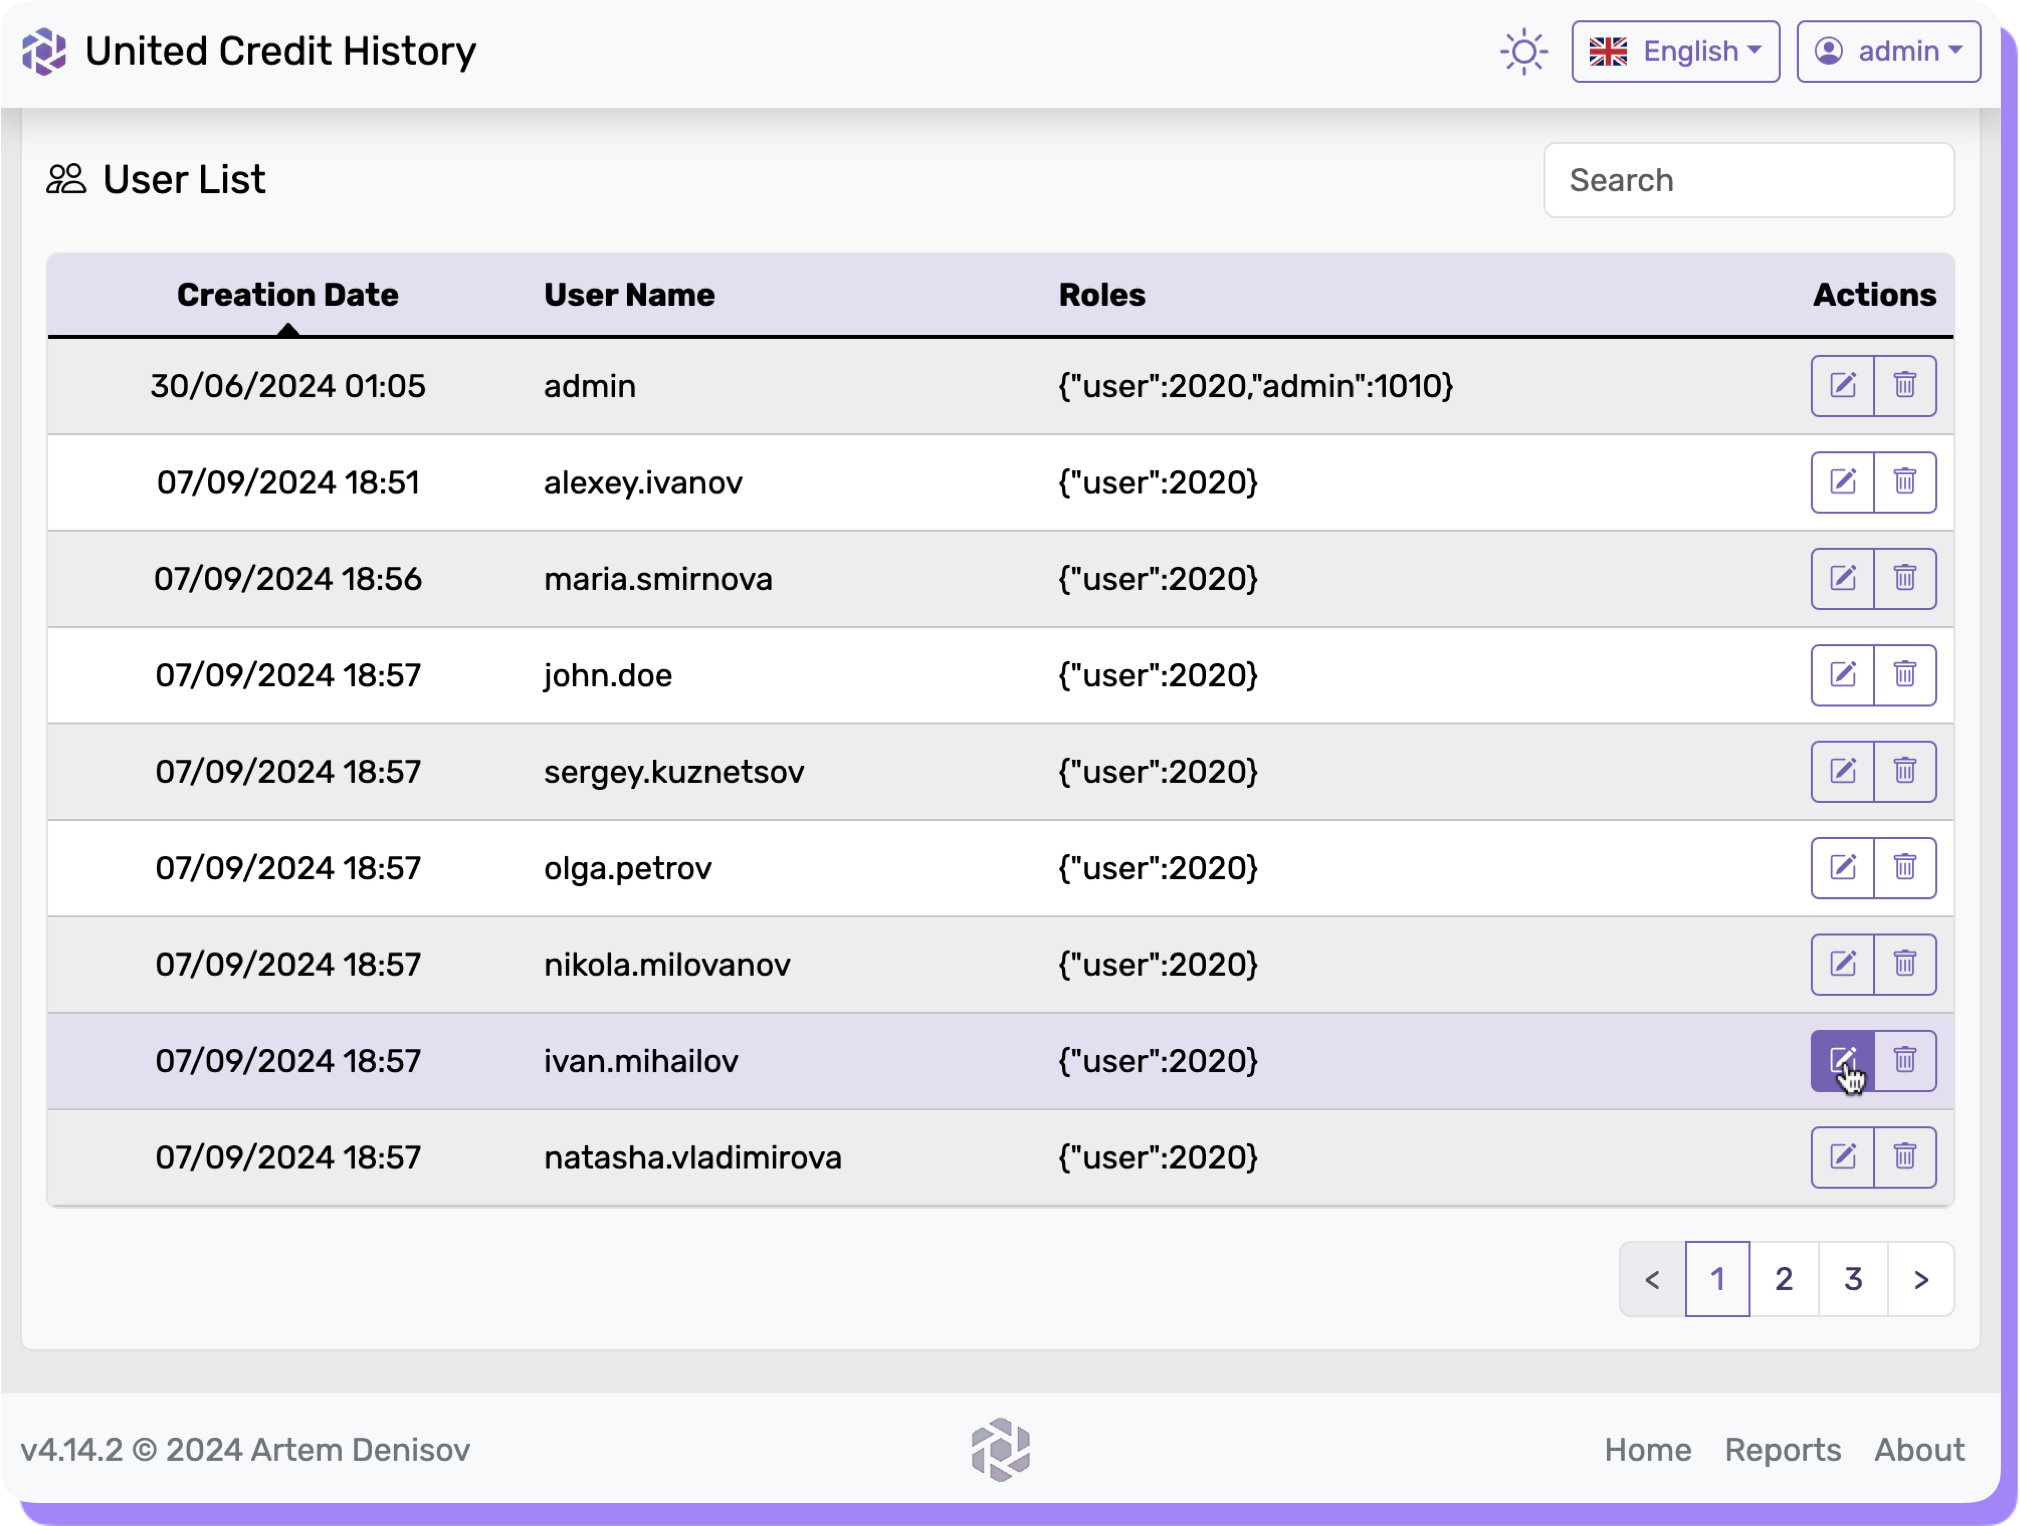 United Credit History
English
admin
User List
Search
Creation Date User Name Roles Actions
30/06/2024 01:05 admin {"user":2020,"admin":1010}
07/09/2024 18:51 alexey.ivanov {"user":2020}
07/09/2024 18:56 maria.smirnova {"user":2020}
07/09/2024 18:57 john.doe {"user":2020}
07/09/2024 18:57 sergey.kuznetsov {"user":2020}
07/09/2024 18:57 olga.petrov {"user":2020}
07/09/2024 18:57 nikola.milovanov {"user":2020}
07/09/2024 18:57 ivan.mihailov {"user":2020}
07/09/2024 18:57 natasha.vladimirova {"user":2020}
< 1 2 3 >
v4.14.2 © 2024 Artem Denisov
Home Reports About